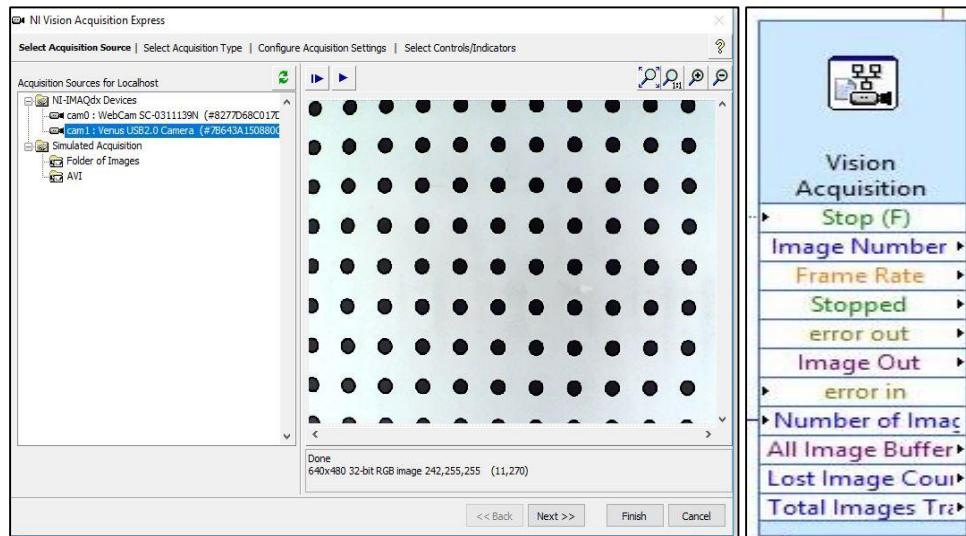 NI Vision Acquisition Express
Select Acquisition Source | Select Acquisition Type | Configure Acquisition Settings | Select Controls/Indicators
Acquisition Sources for Localhost
NI-IMAQdx Devices
cam0 : WebCam SC-0311139N (#8277D68C017D
cam1 : Venus USB2.0 Camera (#7B643A150880C
Simulated Acquisition
Folder of Images
AVI
1:1
Done
640x480 32-bit RGB image 242,255,255 (11,270)
<< Back Next >> Finish Cancel
Vision
Acquisition
Stop (F)
Image Number
Frame Rate
Stopped
error out
Image Out
error in
Number of Imag
All Image Buffer
Lost Image Cou
Total Images Tra